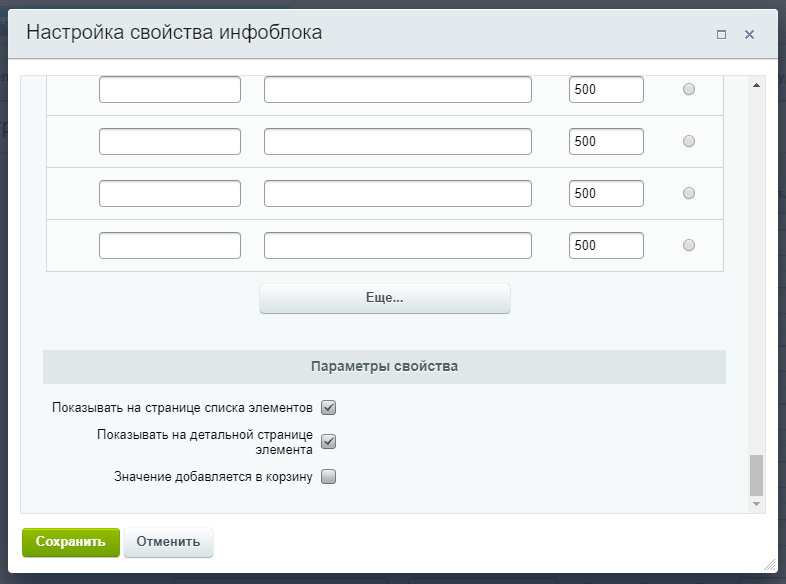 Настройка свойства инфоблока
500
500
500
500
Еще...
Параметры свойства
Показывать на странице списка элементов
Показывать на детальной странице
элемента
Значение добавляется в корзину
Сохранить Отменить